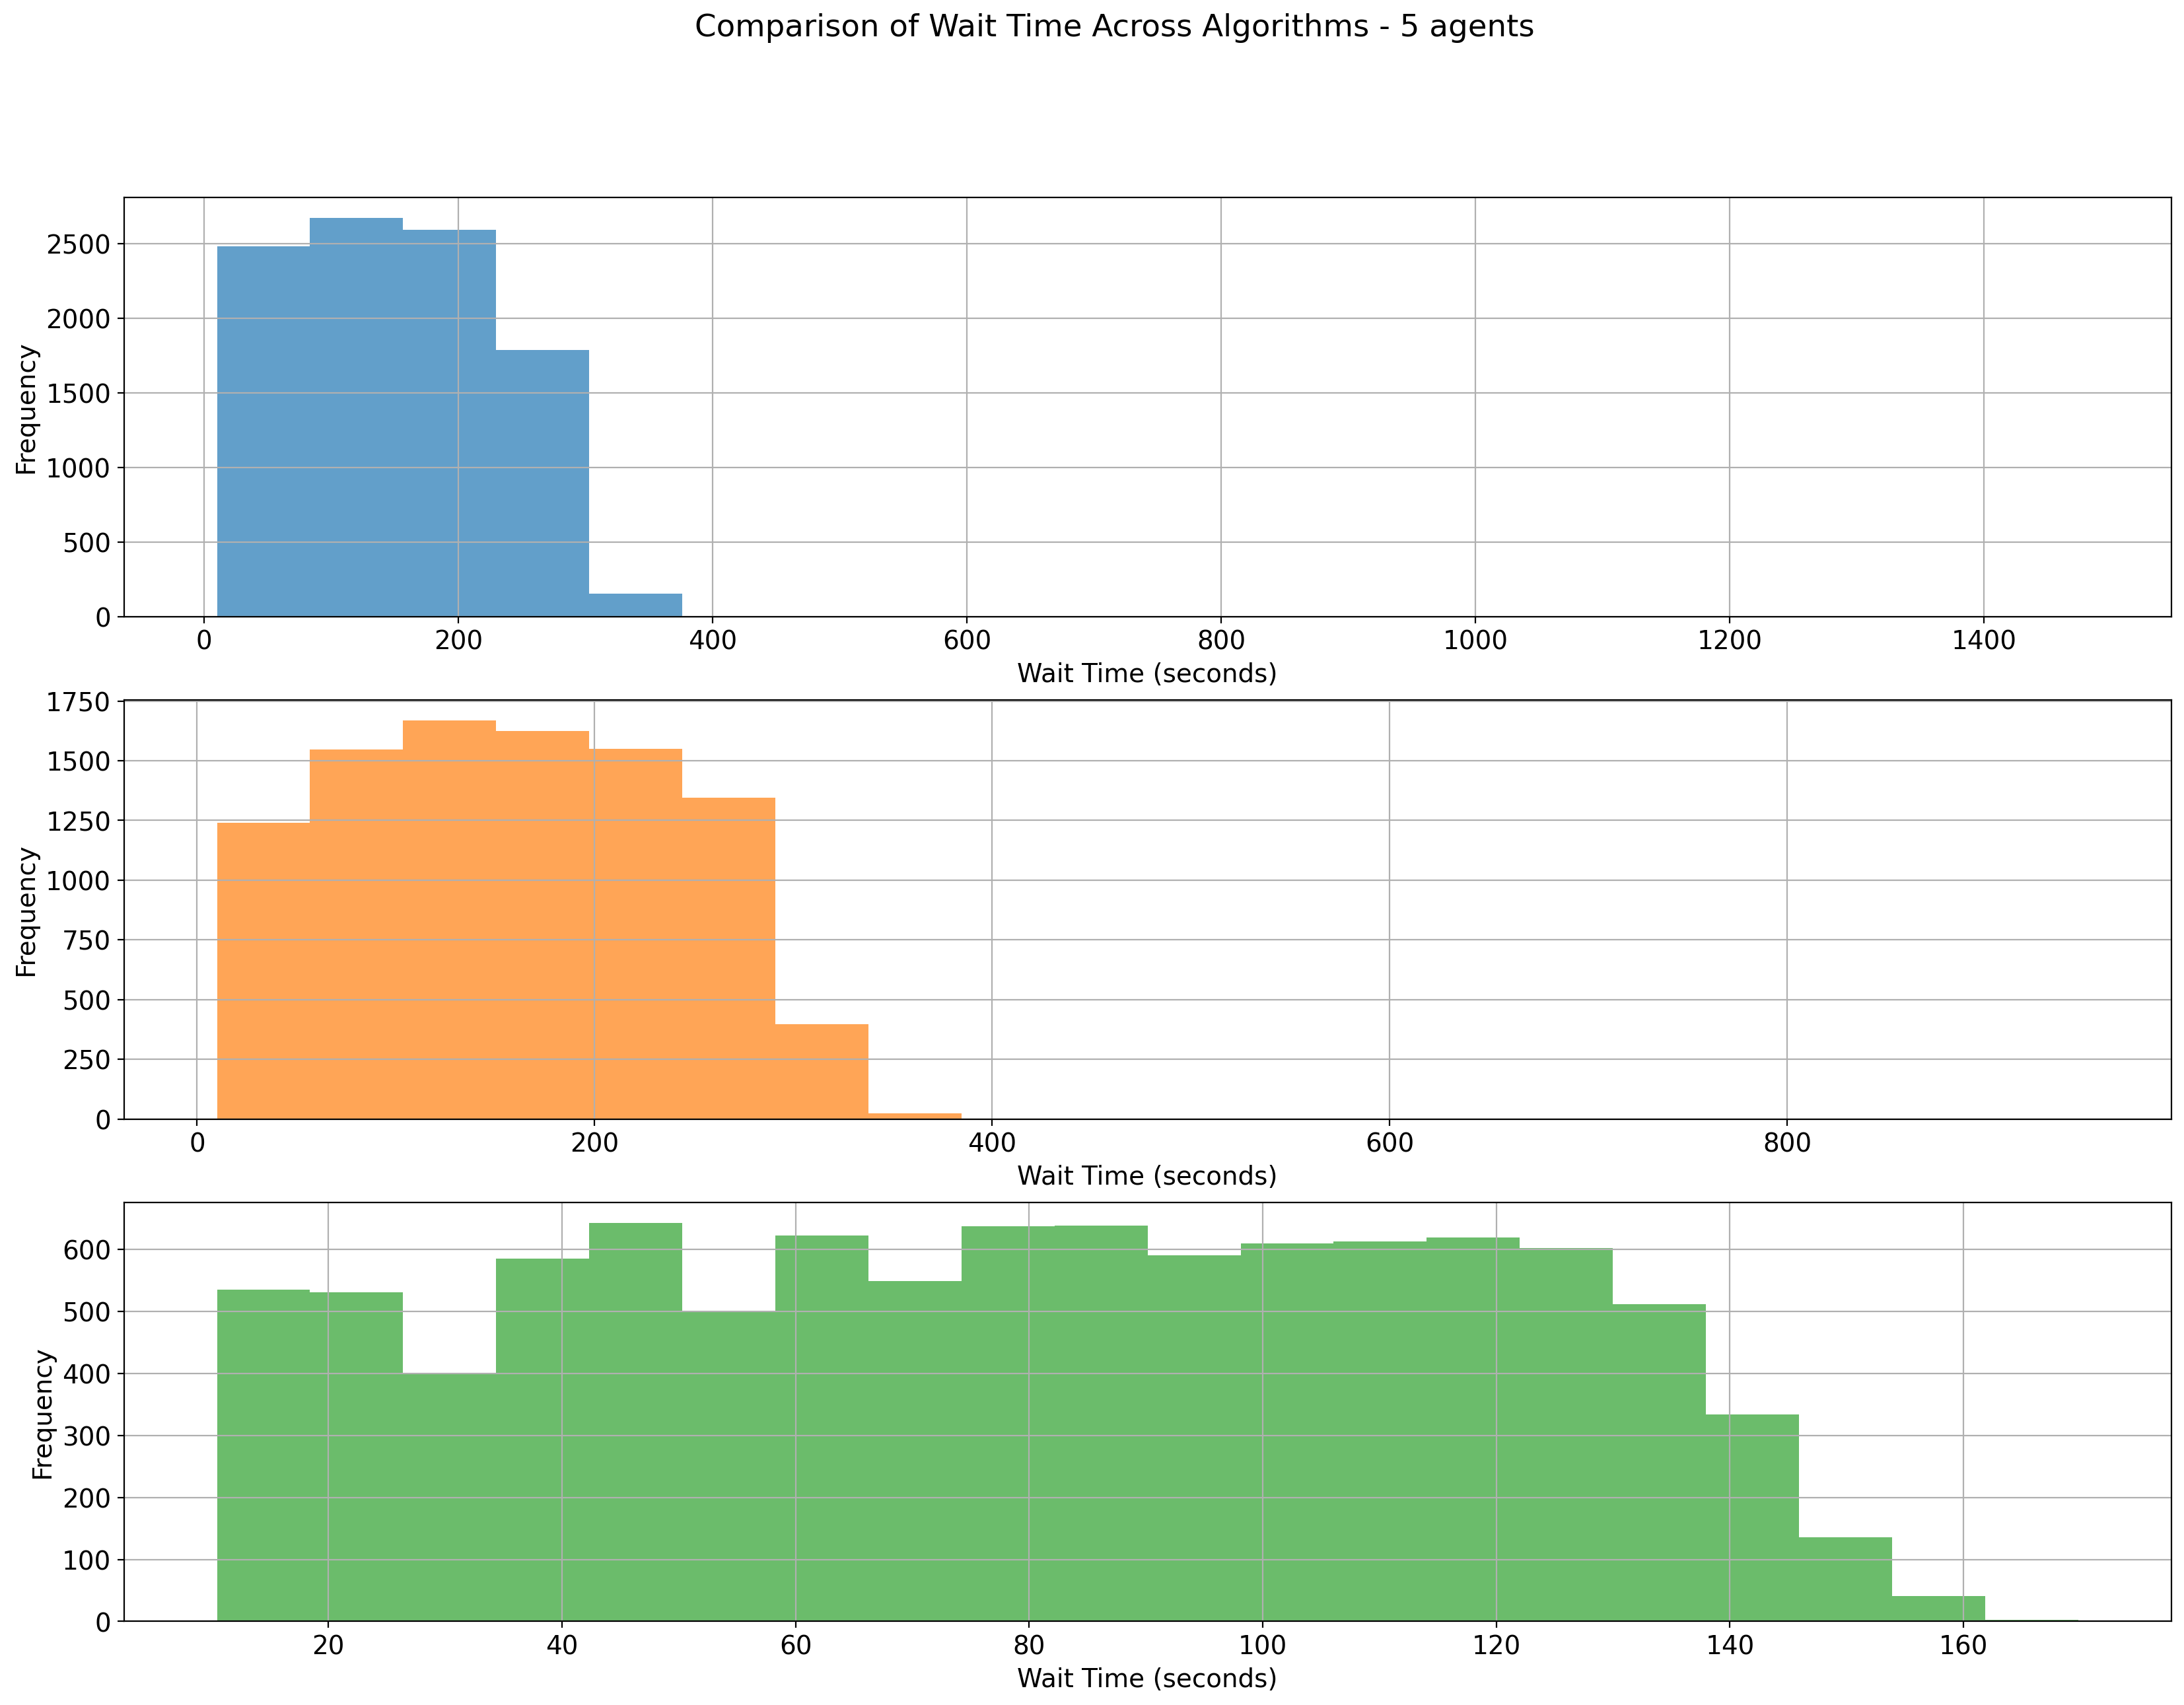 Comparison of Wait Time Across Algorithms - 5 agents
Frequency
2500
2000
1500
1000
500
0
0 200 400 600 800 1000 1200 1400
Wait Time (seconds)
Frequency
1750
1500
1250
1000
750
500
250
0
0 200 400 600 800
Wait Time (seconds)
Frequency
600
500
400
300
200
100
0
20 40 60 80 100 120 140 160
Wait Time (seconds)